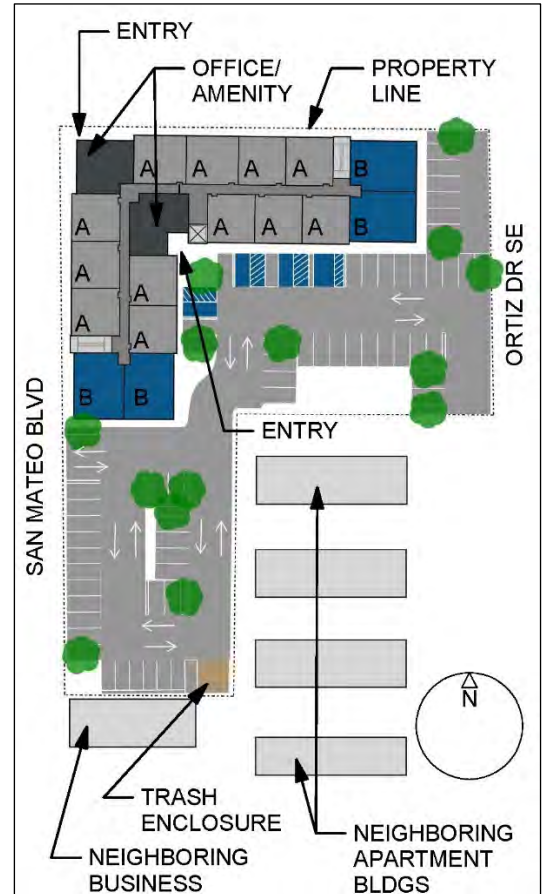 ENTRY
OFFICE/
AMENITY
PROPERTY
LINE
A A A A B
A A A A B
A
A A
A
B B
SAN MATEO BLVD
ORTIZ DR SE
ENTRY
N
TRASH
ENCLOSURE
NEIGHBORING
BUSINESS
NEIGHBORING
APARTMENT
BLDGS